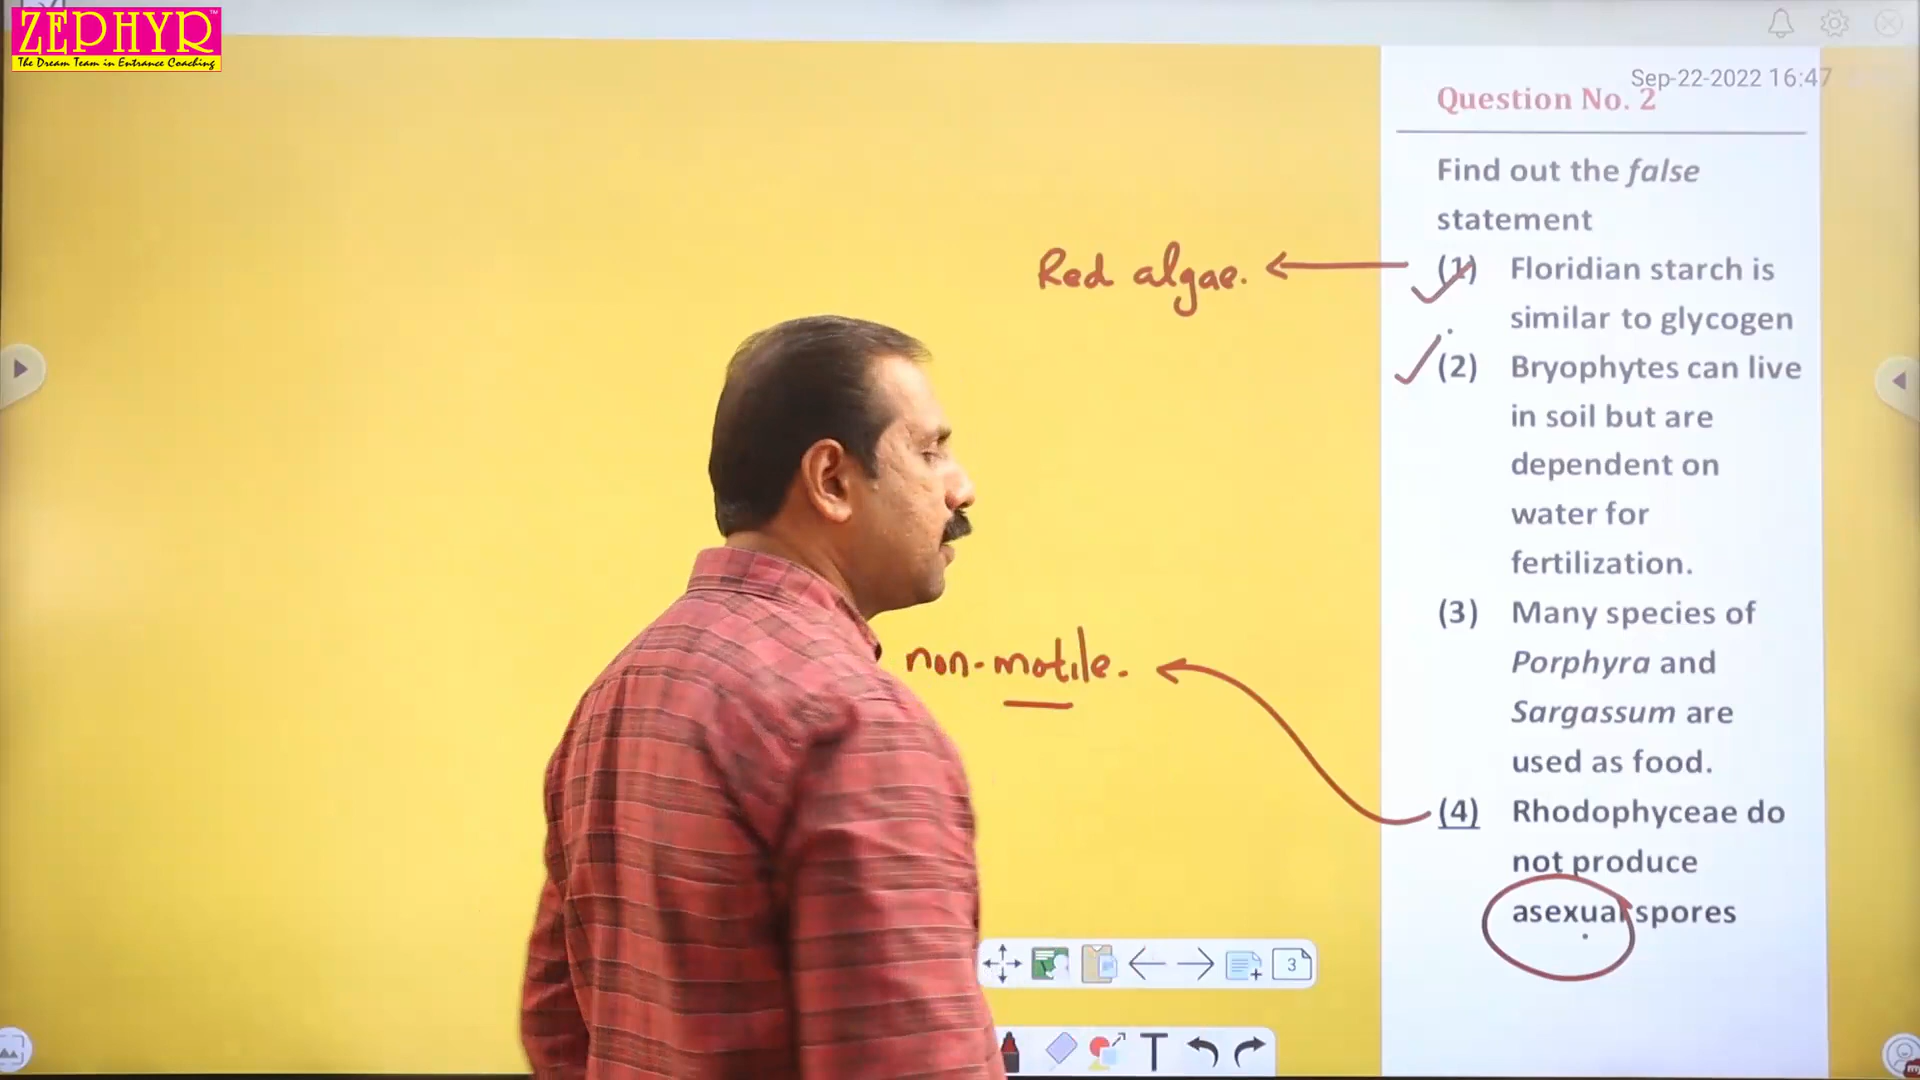 ZEPHYR™
The Dream Team in Entrance Coaching
Sep-22-2022 16:47
Question No. 2
Find out the false
statement
(1) Floridian starch is
similar to glycogen
(2) Bryophytes can live
in soil but are
dependent on
water for
fertilization.
(3) Many species of
Porphyra and
Sargassum are
used as food.
(4) Rhodophyceae do
not produce
asexual spores
Red algae.
non-motile.
3
T